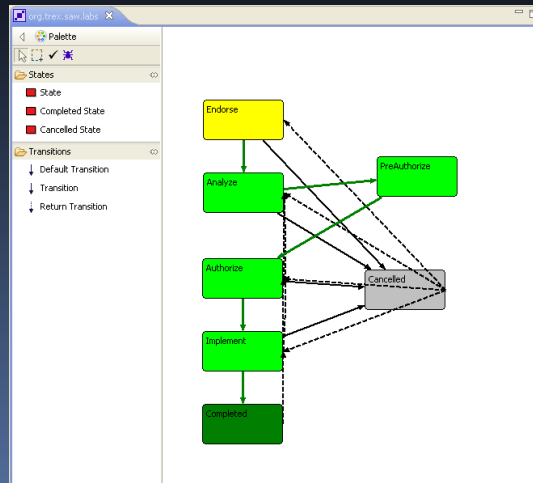 org.trex.saw.labs
Palette
States
State
Completed State
Cancelled State
Transitions
Default Transition
Transition
Return Transition
Endorse
PreAuthorize
Analyze
Authorize
Cancelled
Implement
Completed